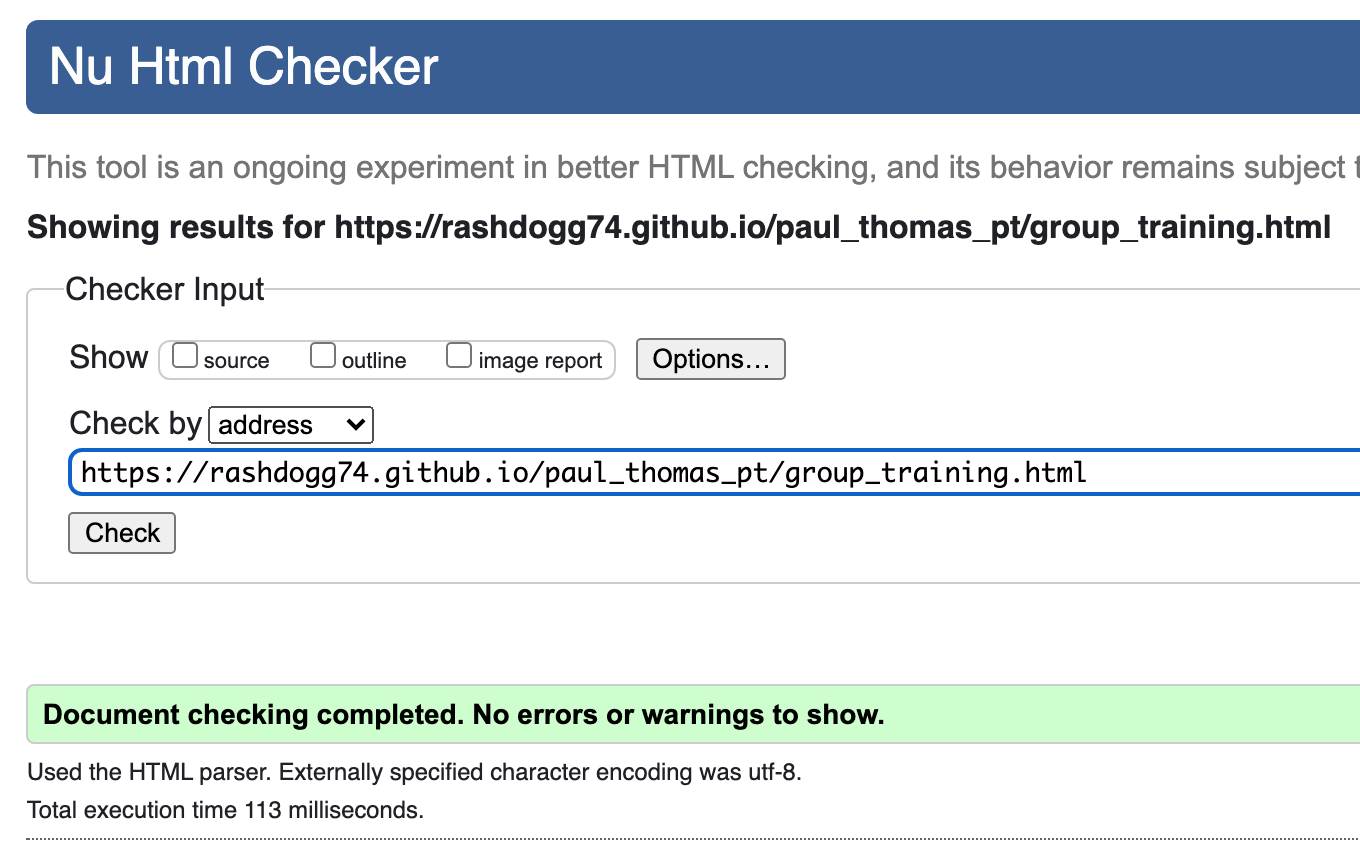 Nu Html Checker
This tool is an ongoing experiment in better HTML checking, and its behavior remains subject
Showing results for https://rashdogg74.github.io/paul_thomas_pt/group_training.html
Checker Input
Show source outline image report Options...
Check by address
https://rashdogg74.github.io/paul_thomas_pt/group_training.html
Check
Document checking completed. No errors or warnings to show.
Used the HTML parser. Externally specified character encoding was utf-8.
Total execution time 113 milliseconds.